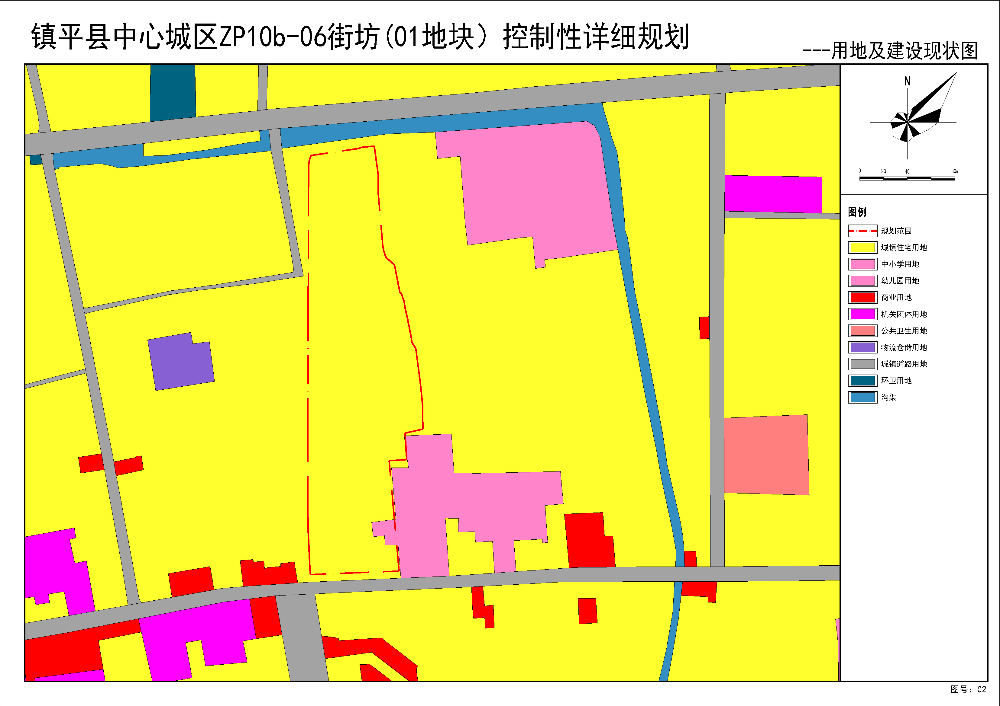 镇平县中心城区ZP10b-06街坊(01地块）控制性详细规划
---用地及建设现状图
N
0 20 40 80m
图例
规划范围
城镇住宅用地
中小学用地
幼儿园用地
商业用地
机关团体用地
公共卫生用地
物流仓储用地
城镇道路用地
环卫用地
沟渠
图号：02